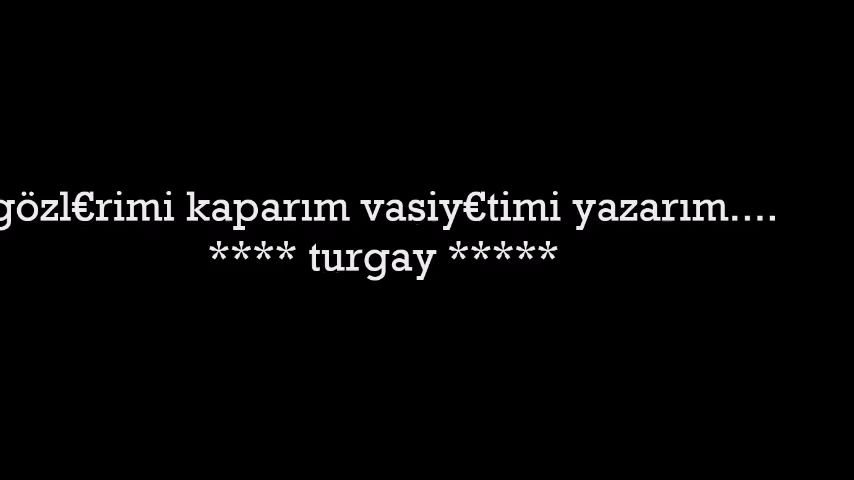 gözl€rimi kaparım vasiy€timi yazarım....
**** turgay *****